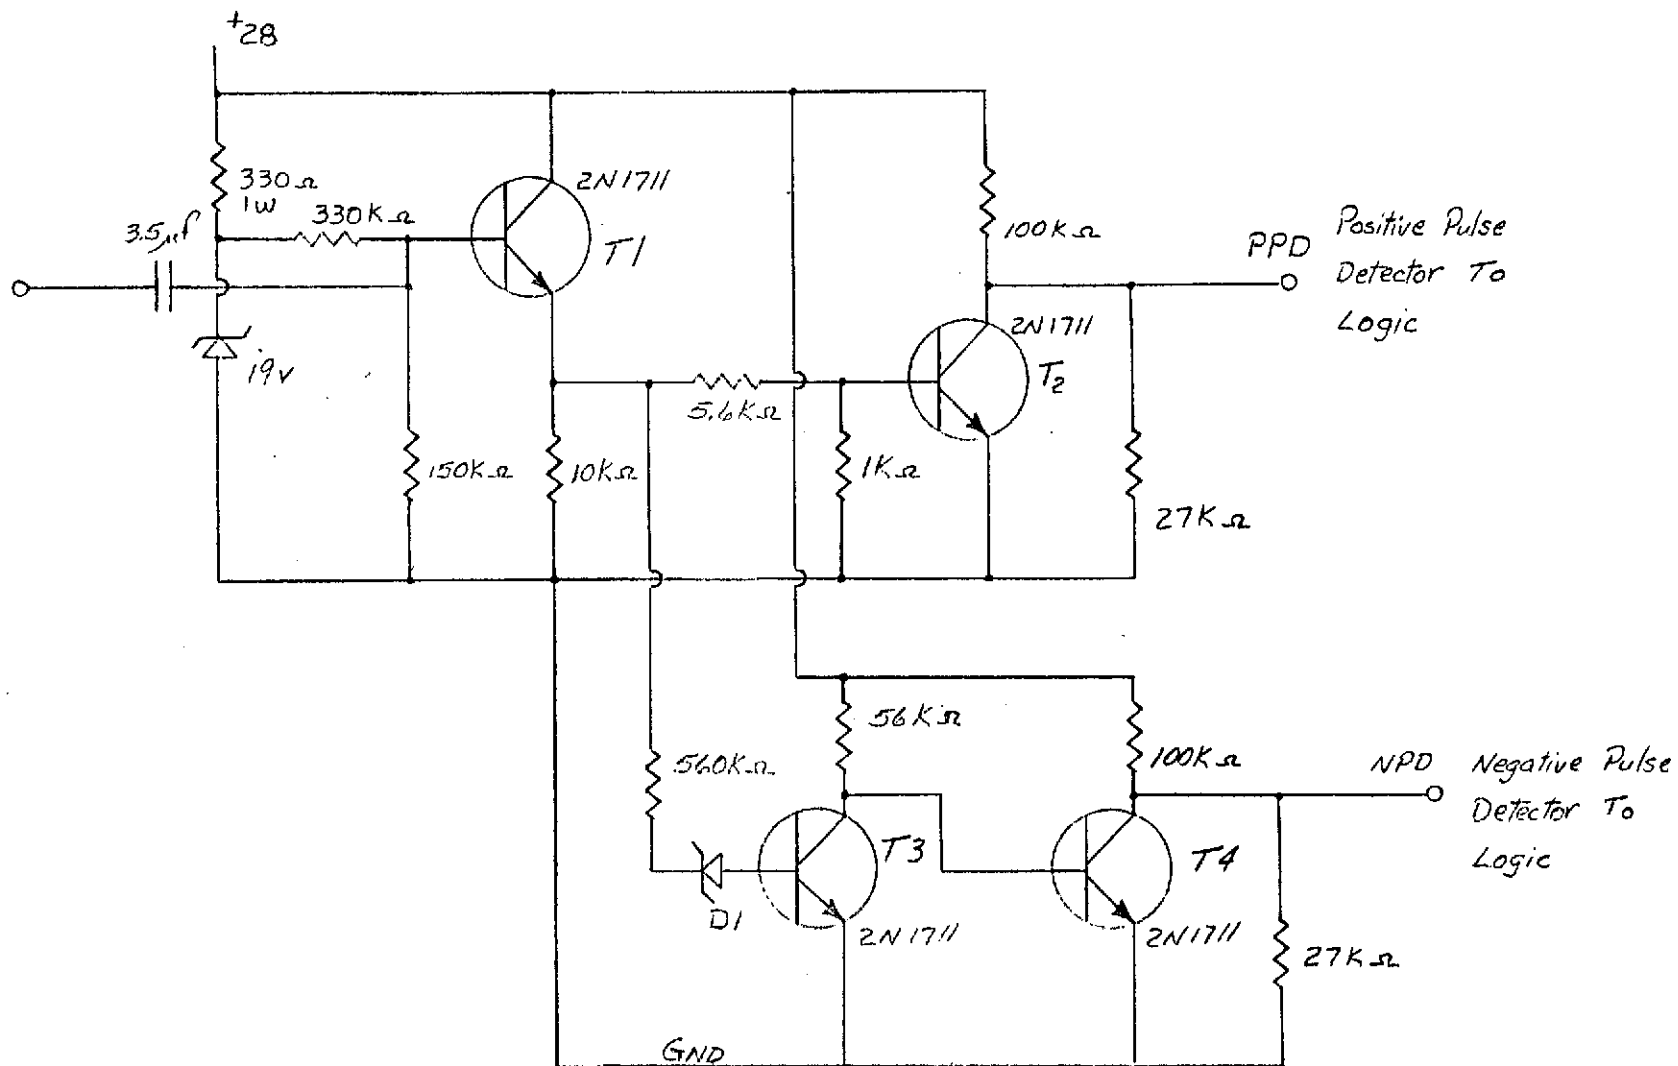 +28
330Ω
1W
3.5µf
330KΩ
2N1711
T1
19V
150KΩ
10KΩ
5.6KΩ
1KΩ
100KΩ
2N1711
T2
27KΩ
PPD
Positive Pulse
Detector To
Logic
56KΩ
560KΩ
100KΩ
D1
T3
2N1711
T4
2N1711
27KΩ
NPD
Negative Pulse
Detector To
Logic
GND